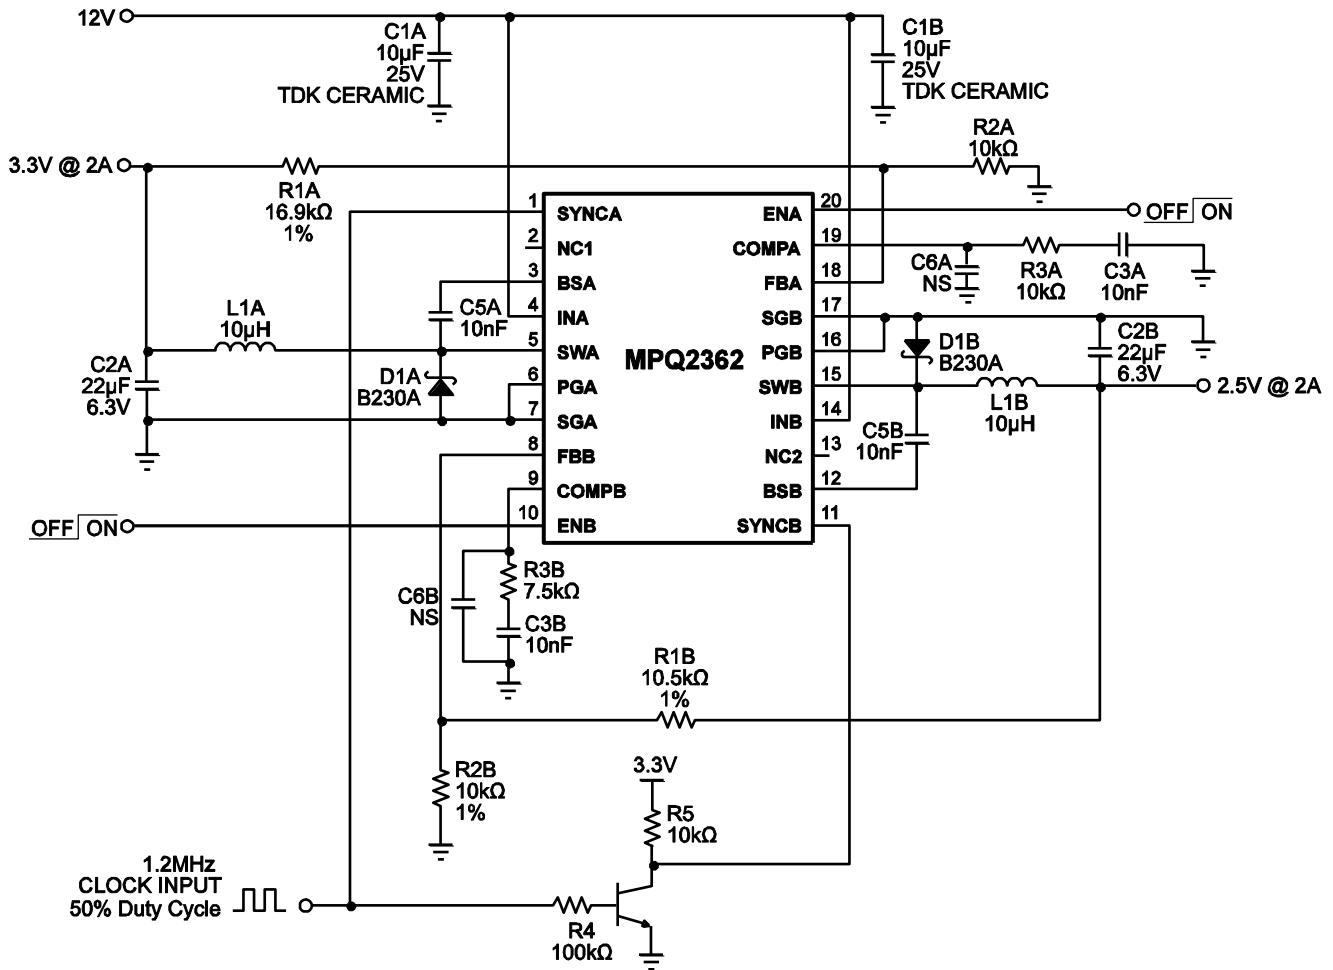 12V
C1A
10µF
25V
TDK CERAMIC
C1B
10µF
25V
TDK CERAMIC
3.3V @ 2A
R1A
16.9kΩ
1%
R2A
10kΩ
1
SYNCA
2
NC1
3
BSA
4
INA
5
SWA
6
PGA
7
SGA
8
FBB
9
COMPB
10
ENB
MPQ2362
20
ENA
19
COMPA
18
FBA
17
SGB
16
PGB
15
SWB
14
INB
13
NC2
12
BSB
11
SYNCB
OFF ON
C6A
NS
R3A
10kΩ
C3A
10nF
L1A
10µH
C5A
10nF
C2A
22µF
6.3V
D1A
B230A
D1B
B230A
C2B
22µF
6.3V
2.5V @ 2A
L1B
10µH
C5B
10nF
OFF ON
C6B
NS
R3B
7.5kΩ
C3B
10nF
R1B
10.5kΩ
1%
R2B
10kΩ
1%
3.3V
R5
10kΩ
1.2MHz
CLOCK INPUT
50% Duty Cycle
R4
100kΩ